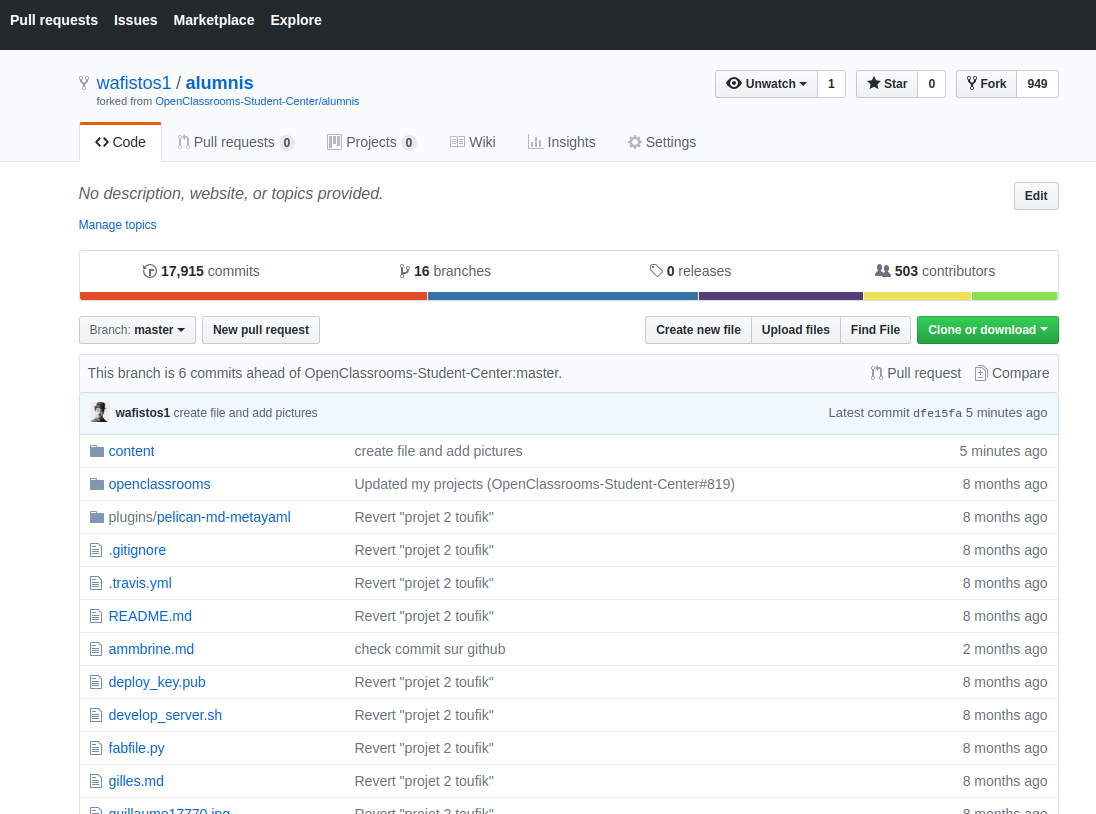 Pull requests Issues Marketplace Explore
wafistos1 / alumnis Unwatch 1 Star 0 Fork 949
forked from OpenClassrooms-Student-Center/alumnis
Code Pull requests 0 Projects 0 Wiki Insights Settings
No description, website, or topics provided. Edit
Manage topics
17,915 commits 16 branches 0 releases 503 contributors
Branch: master New pull request Create new file Upload files Find File Clone or download
This branch is 6 commits ahead of OpenClassrooms-Student-Center:master. Pull request Compare
wafistos1 create file and add pictures Latest commit dfe15fa 5 minutes ago
content create file and add pictures 5 minutes ago
openclassrooms Updated my projects (OpenClassrooms-Student-Center#819) 8 months ago
plugins/pelican-md-metayaml Revert "projet 2 toufik" 8 months ago
.gitignore Revert "projet 2 toufik" 8 months ago
.travis.yml Revert "projet 2 toufik" 8 months ago
README.md Revert "projet 2 toufik" 8 months ago
ammbrine.md check commit sur github 2 months ago
deploy_key.pub Revert "projet 2 toufik" 8 months ago
develop_server.sh Revert "projet 2 toufik" 8 months ago
fabfile.py Revert "projet 2 toufik" 8 months ago
gilles.md Revert "projet 2 toufik" 8 months ago
guillaume17770.jpg Revert "projet 2 toufik" 8 months ago